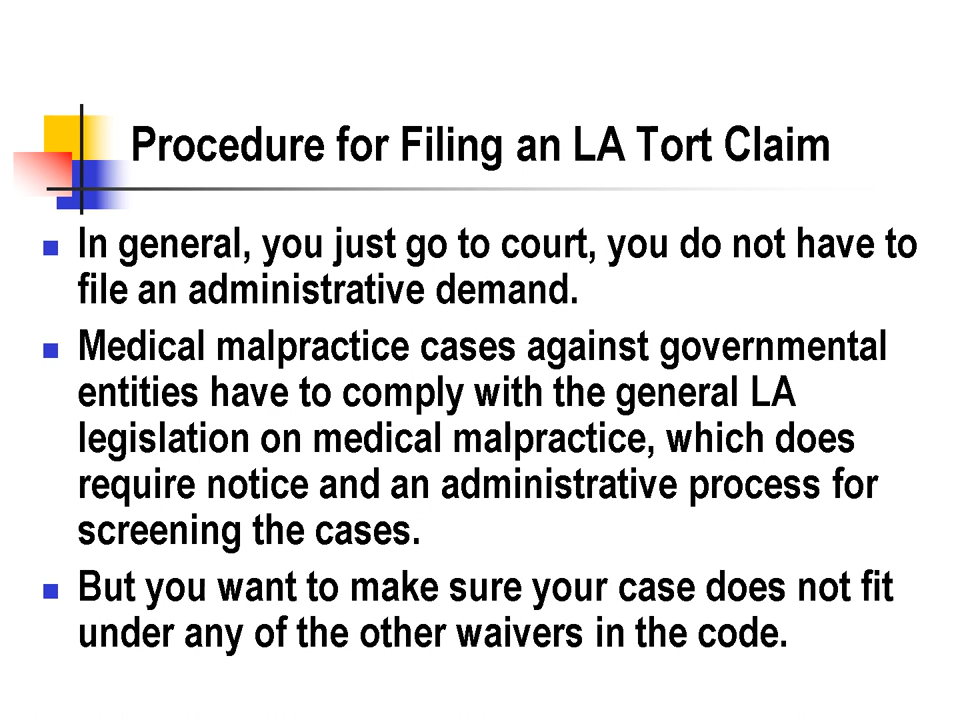 Procedure for Filing an LA Tort Claim
In general, you just go to court, you do not have to
file an administrative demand.
Medical malpractice cases against governmental
entities have to comply with the general LA
legislation on medical malpractice, which does
require notice and an administrative process for
screening the cases.
But you want to make sure your case does not fit
under any of the other waivers in the code.